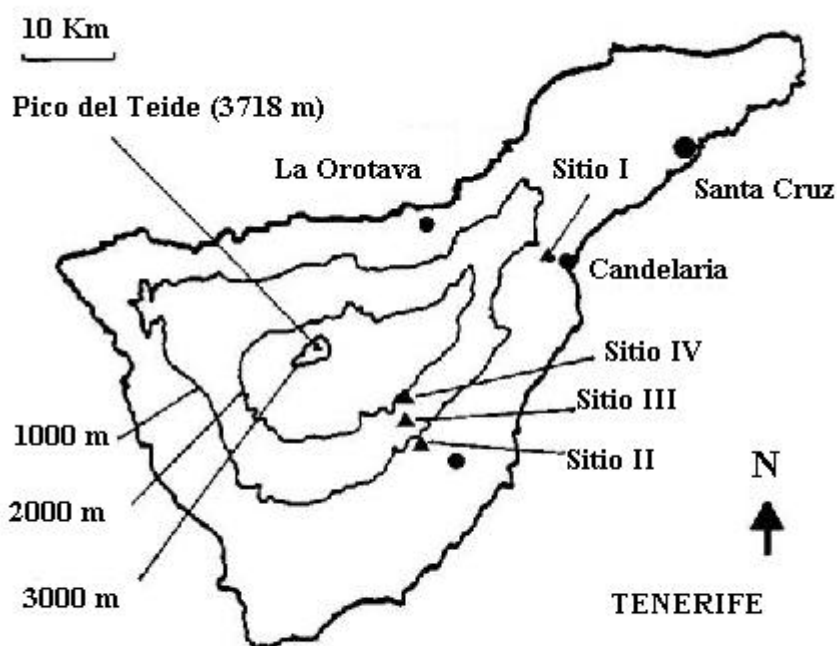 10 Km
Pico del Teide (3718 m)
La Orotava
Sitio I
Santa Cruz
Candelaria
Sitio IV
Sitio III
1000 m
Sitio II
N
2000 m
3000 m
TENERIFE